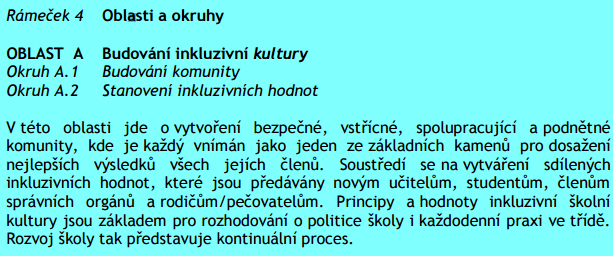 Rámeček 4 Oblasti a okruhy
OBLAST A Budování inkluzivní kultury
Okruh A.1 Budování komunity
Okruh A.2 Stanovení inkluzivních hodnot
V této oblasti jde o vytvoření bezpečné, vstřícné, spolupracující a podnětné
komunity, kde je každý vnímán jako jeden ze základních kamenů pro dosažení
nejlepších výsledků všech jejích členů. Soustředí se na vytváření sdílených
inkluzivních hodnot, které jsou předávány novým učitelům, studentům, členům
správních orgánů a rodičům/pečovatelům. Principy a hodnoty inkluzivní školní
kultury jsou základem pro rozhodování o politice školy i každodenní praxi ve třídě.
Rozvoj školy tak představuje kontinuální proces.